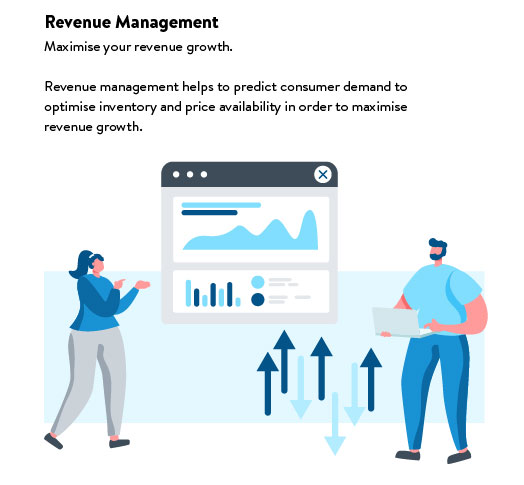 Revenue Management
Maximise your revenue growth.
Revenue management helps to predict consumer demand to
optimise inventory and price availability in order to maximise
revenue growth.